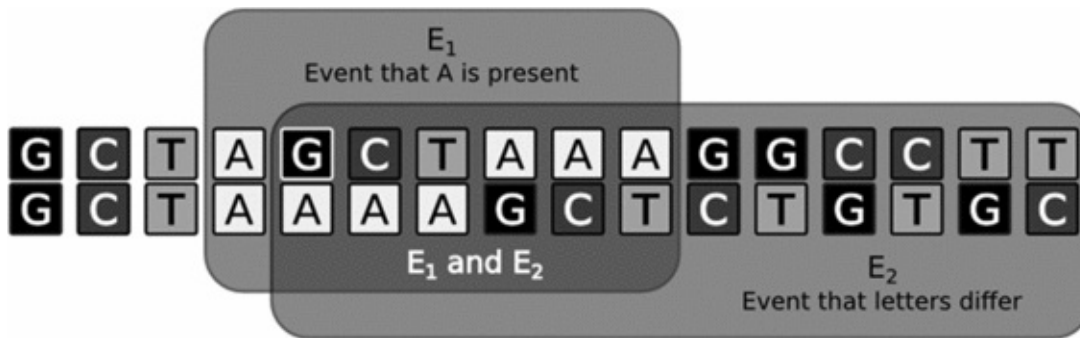 E₁
Event that A is present
G C T A G C T A A A G G C C T T
G C T A A A A G C T C T G T G C
E₁ and E₂
E₂
Event that letters differ